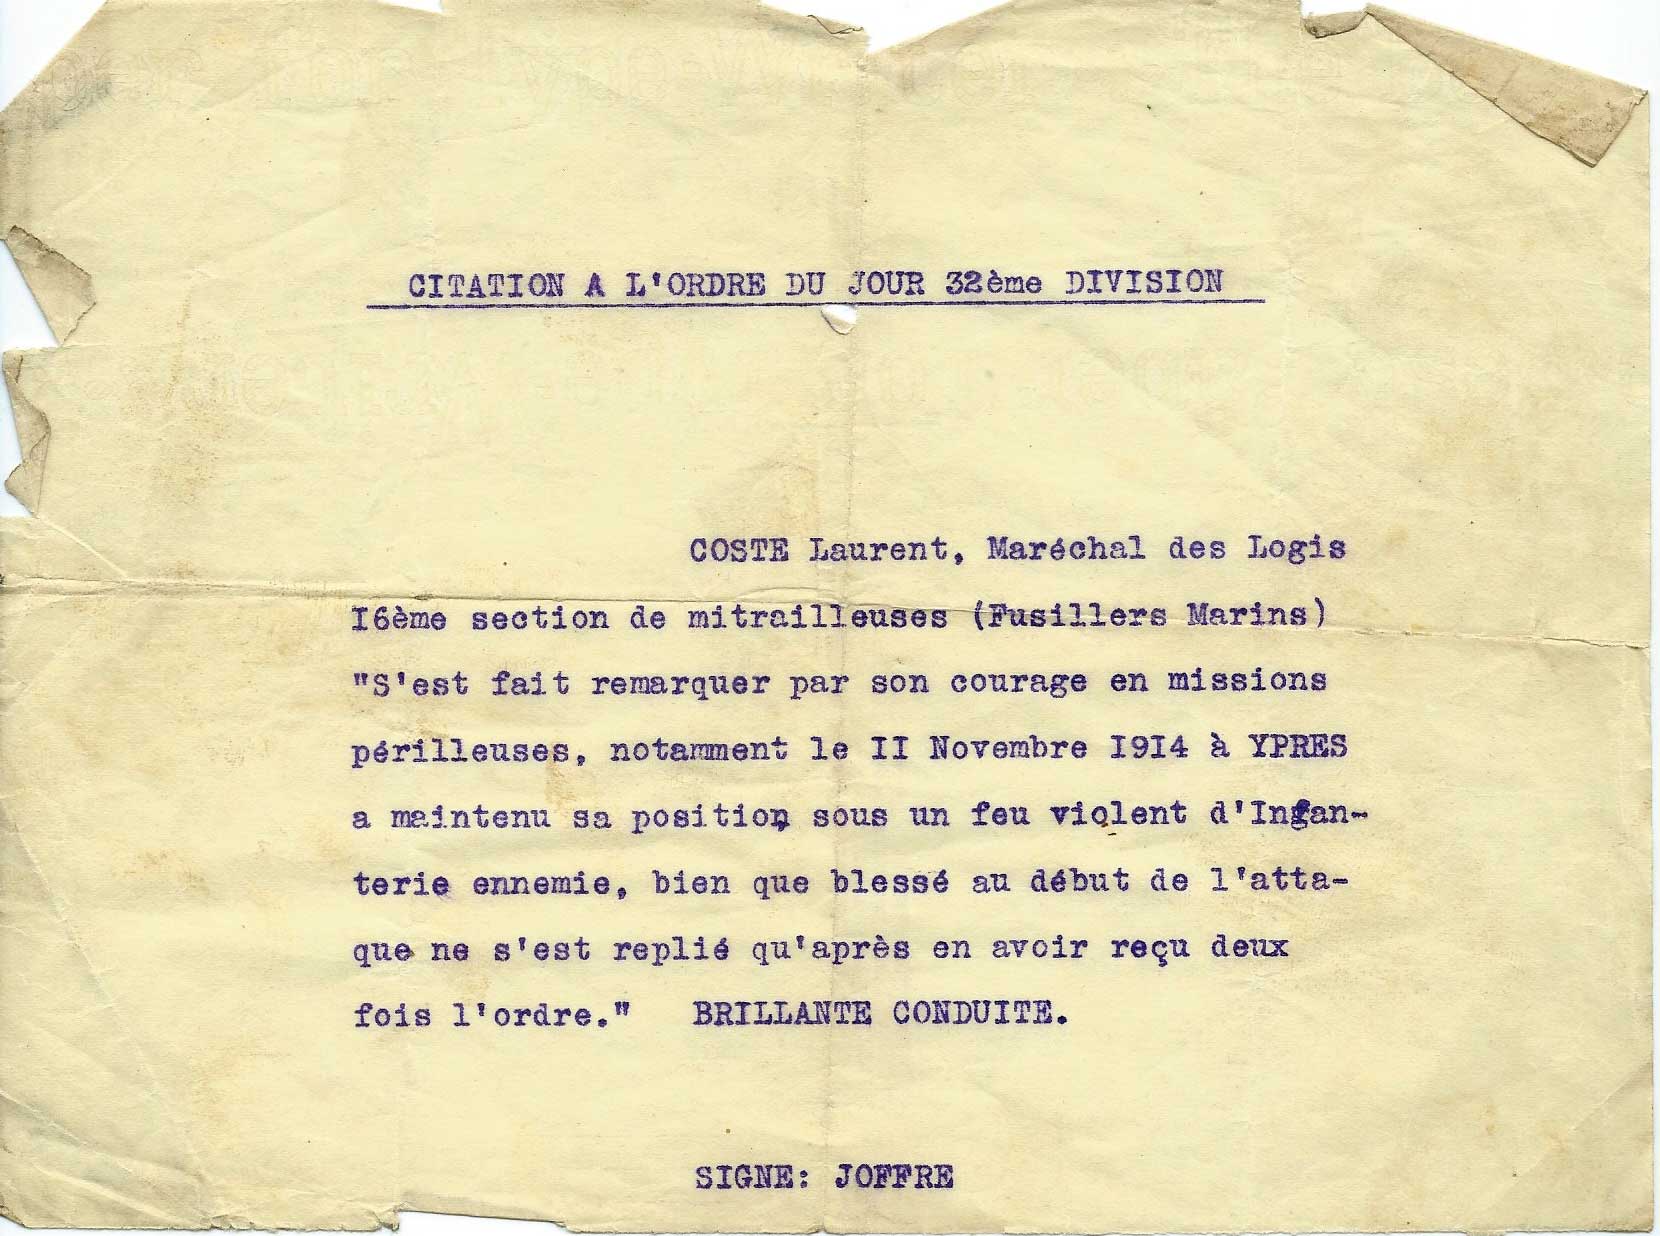 CITATION A L'ORDRE DU JOUR 32ème DIVISION
COSTE Laurent, Maréchal des Logis
I6ème section de mitrailleuses (Fusillers Marins)
"S'est fait remarquer par son courage en missions
périlleuses, notamment le II Novembre 1914 à YPRES
a maintenu sa position sous un feu violent d'Infan-
terie ennemie, bien que blessé au début de l'atta-
que ne s'est replié qu'après en avoir reçu deux
fois l'ordre." BRILLANTE CONDUITE.
SIGNE: JOFFRE